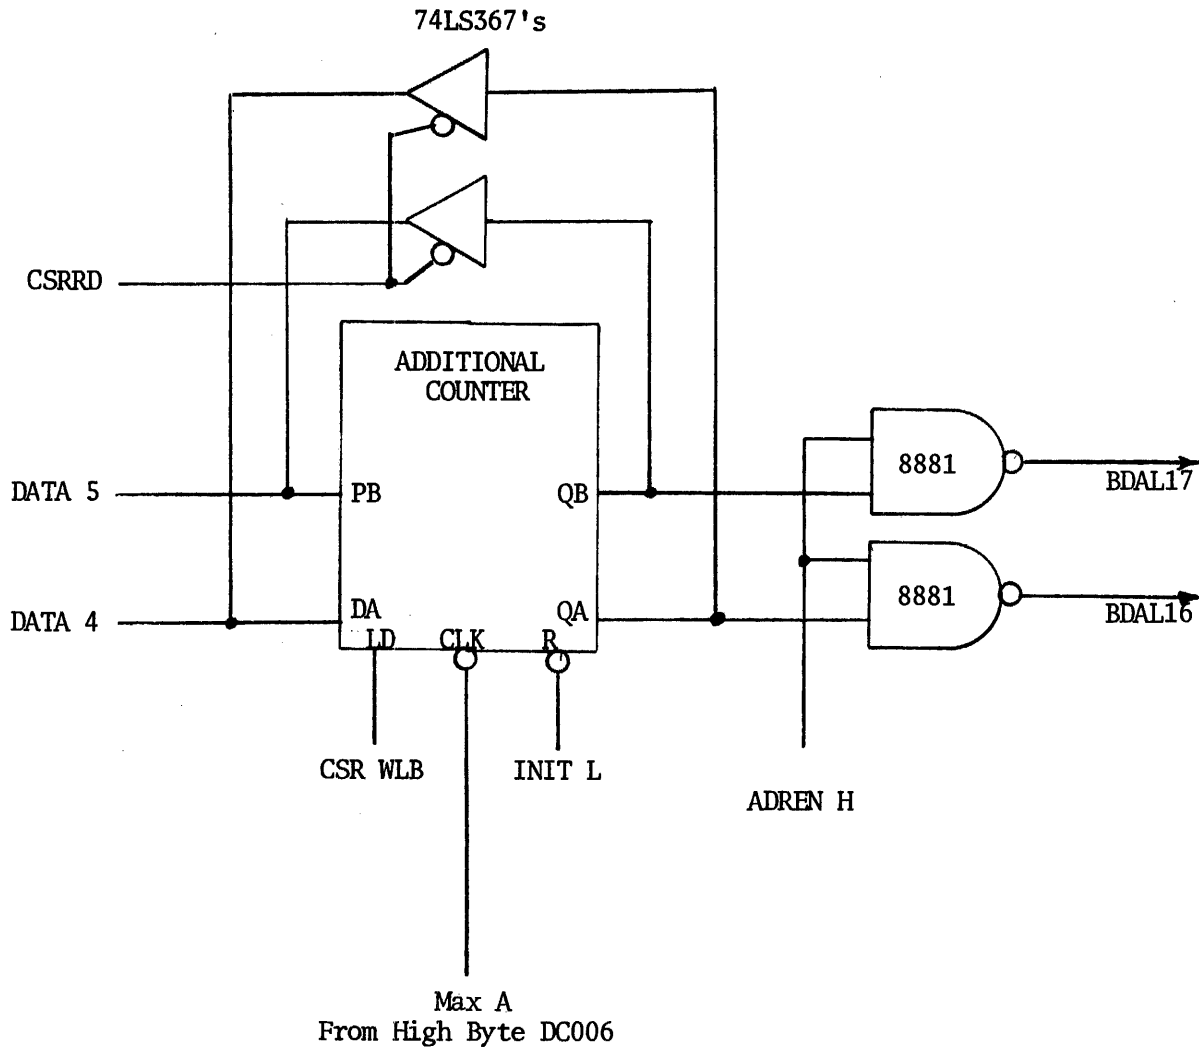 74LS367's
CSRRD
ADDITIONAL
COUNTER
8881
BDAL17
DATA 5
PB
QB
8881
BDAL16
DATA 4
DA
QA
LD
CLK
R
CSR WLB
INIT L
ADREN H
Max A
From High Byte DC006